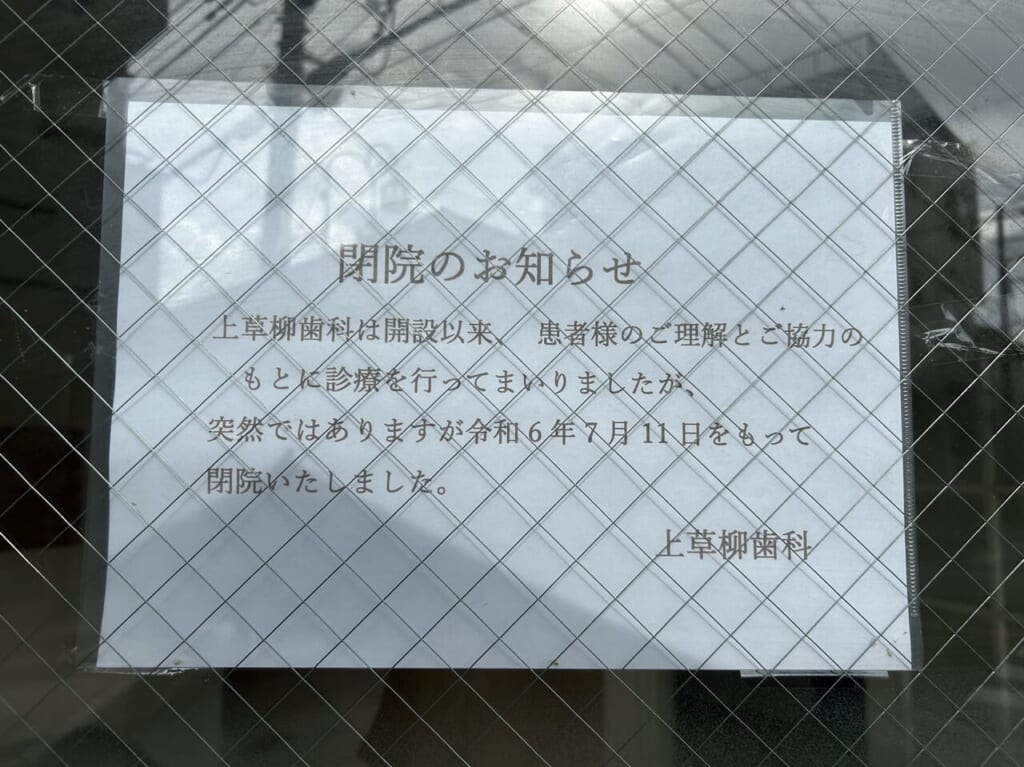 閉院のお知らせ
上草柳歯科は開設以来、 患者様のご理解とご協力の
もとに診療を行ってまいりましたが、
突然ではありますが令和6年7月11日をもって
閉院いたしました。
上草柳歯科